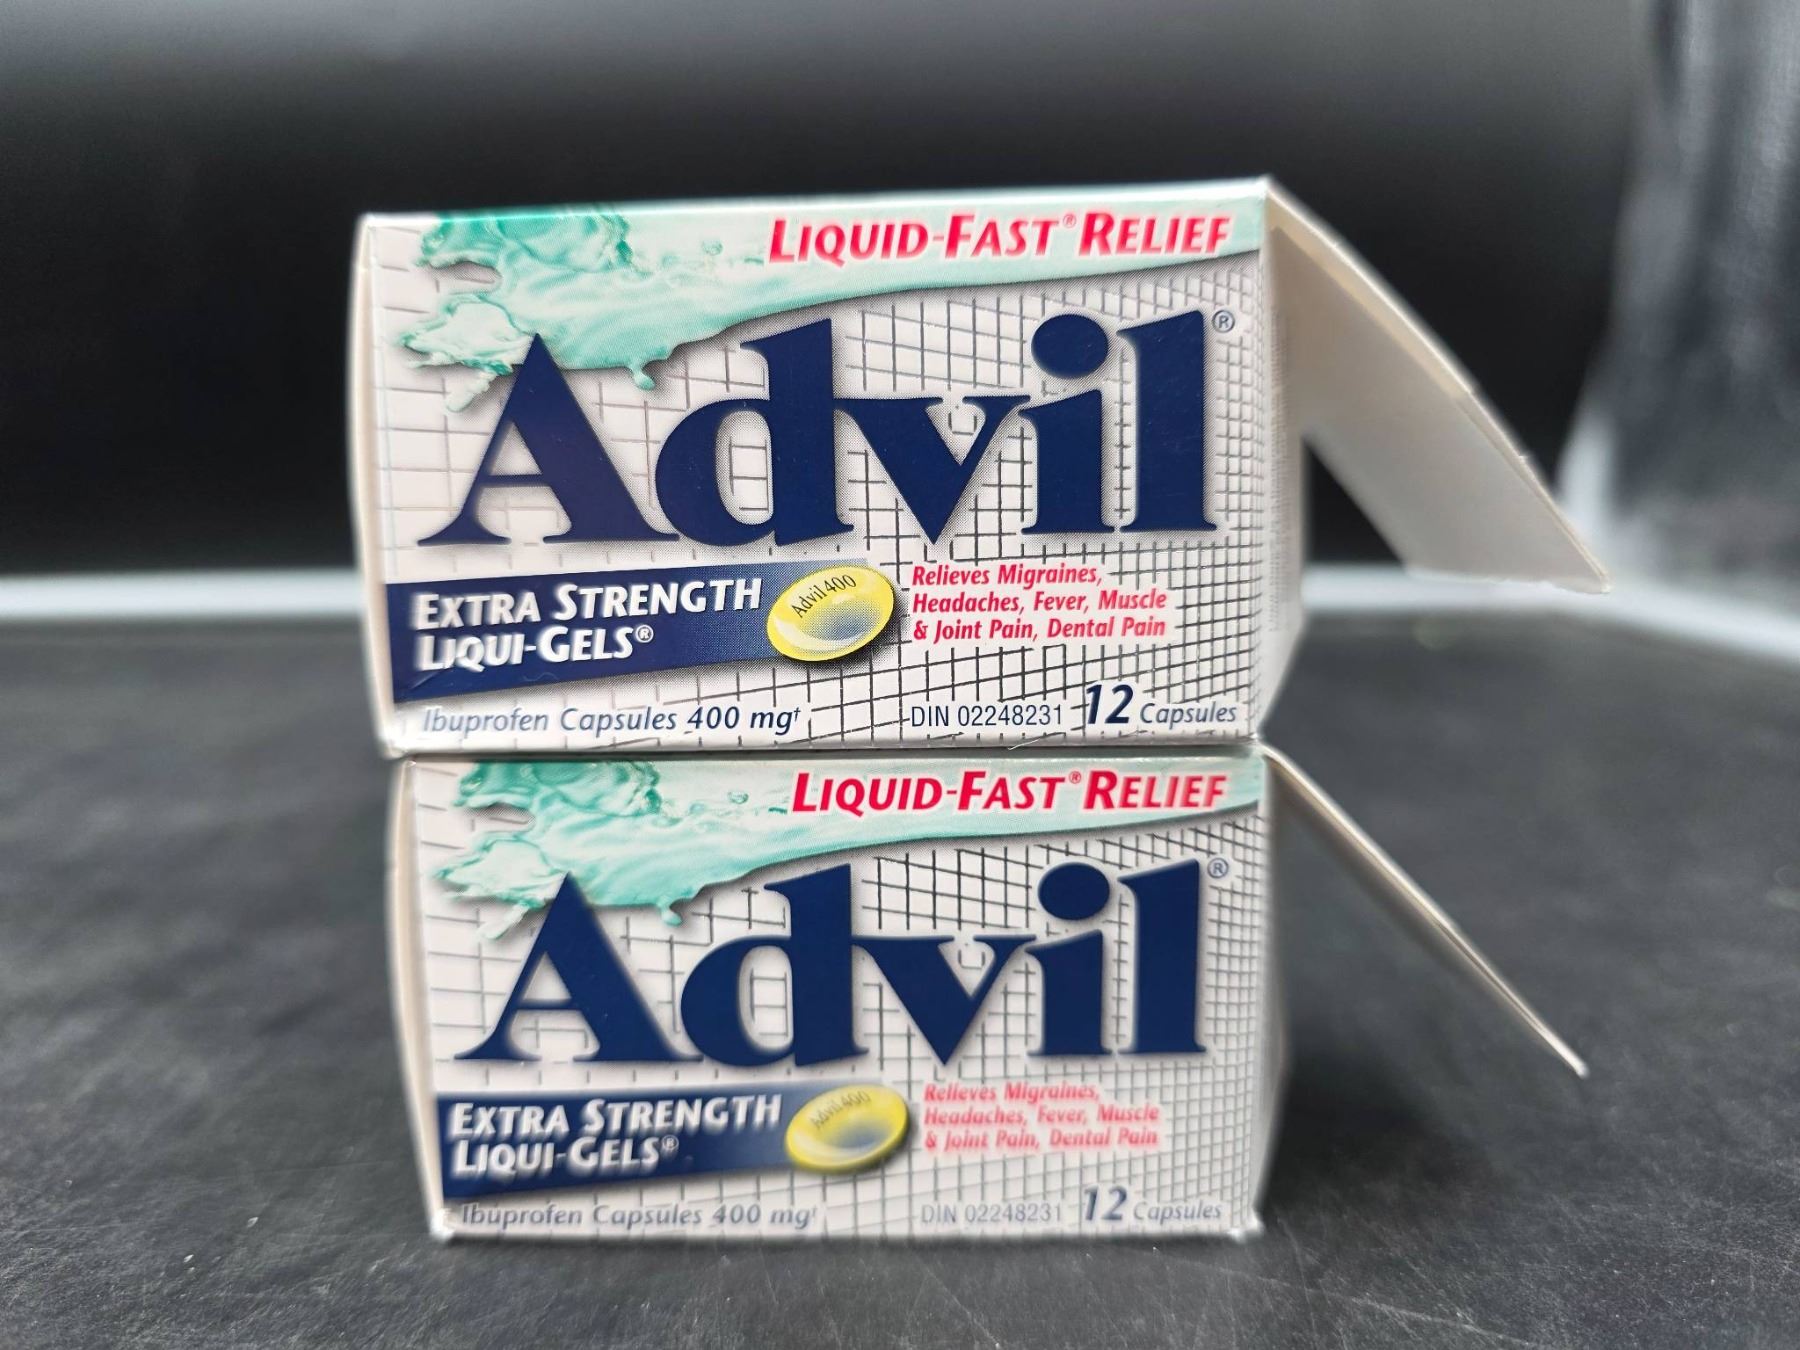 LIQUID-FAST® RELIEF
Advil®
EXTRA STRENGTH
LIQUI-GELS®
Advil 400
Relieves Migraines,
Headaches, Fever, Muscle
& Joint Pain, Dental Pain
Ibuprofen Capsules 400 mg†
DIN 02248231 12 Capsules
LIQUID-FAST® RELIEF
Advil®
EXTRA STRENGTH
LIQUI-GELS®
Advil 400
Relieves Migraines,
Headaches, Fever, Muscle
& Joint Pain, Dental Pain
Ibuprofen Capsules 400 mg†
DIN 02248231 12 Capsules